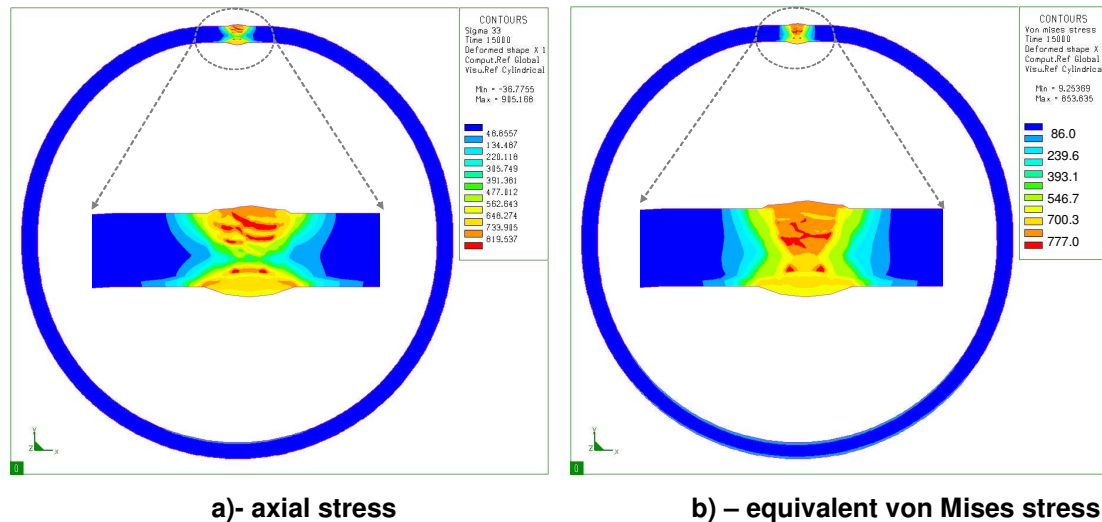 CONTOURS
Sigma 33
Time 15000
Deformed shape X 1
Comput.Ref Global
Visu.Ref Cylindrical
Min = -36.7755
Max = 905.168
48.8557
134.487
220.118
305.749
391.381
477.012
562.643
648.274
733.905
819.537
Y
Z X
0
a)- axial stress
CONTOURS
Von mises stress
Time 15000
Deformed shape X
Comput.Ref Global
Visu.Ref Cylindrical
Min = 9.25369
Max = 853.835
86.0
239.6
393.1
546.7
700.3
777.0
Y
Z X
0
b) – equivalent von Mises stress